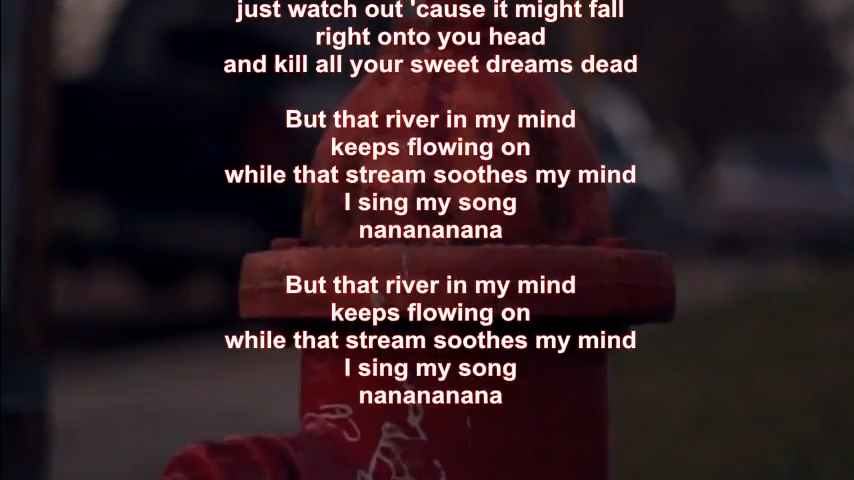 just watch out 'cause it might fall
right onto you head
and kill all your sweet dreams dead
But that river in my mind
keeps flowing on
while that stream soothes my mind
I sing my song
nanananana
But that river in my mind
keeps flowing on
while that stream soothes my mind
I sing my song
nanananana